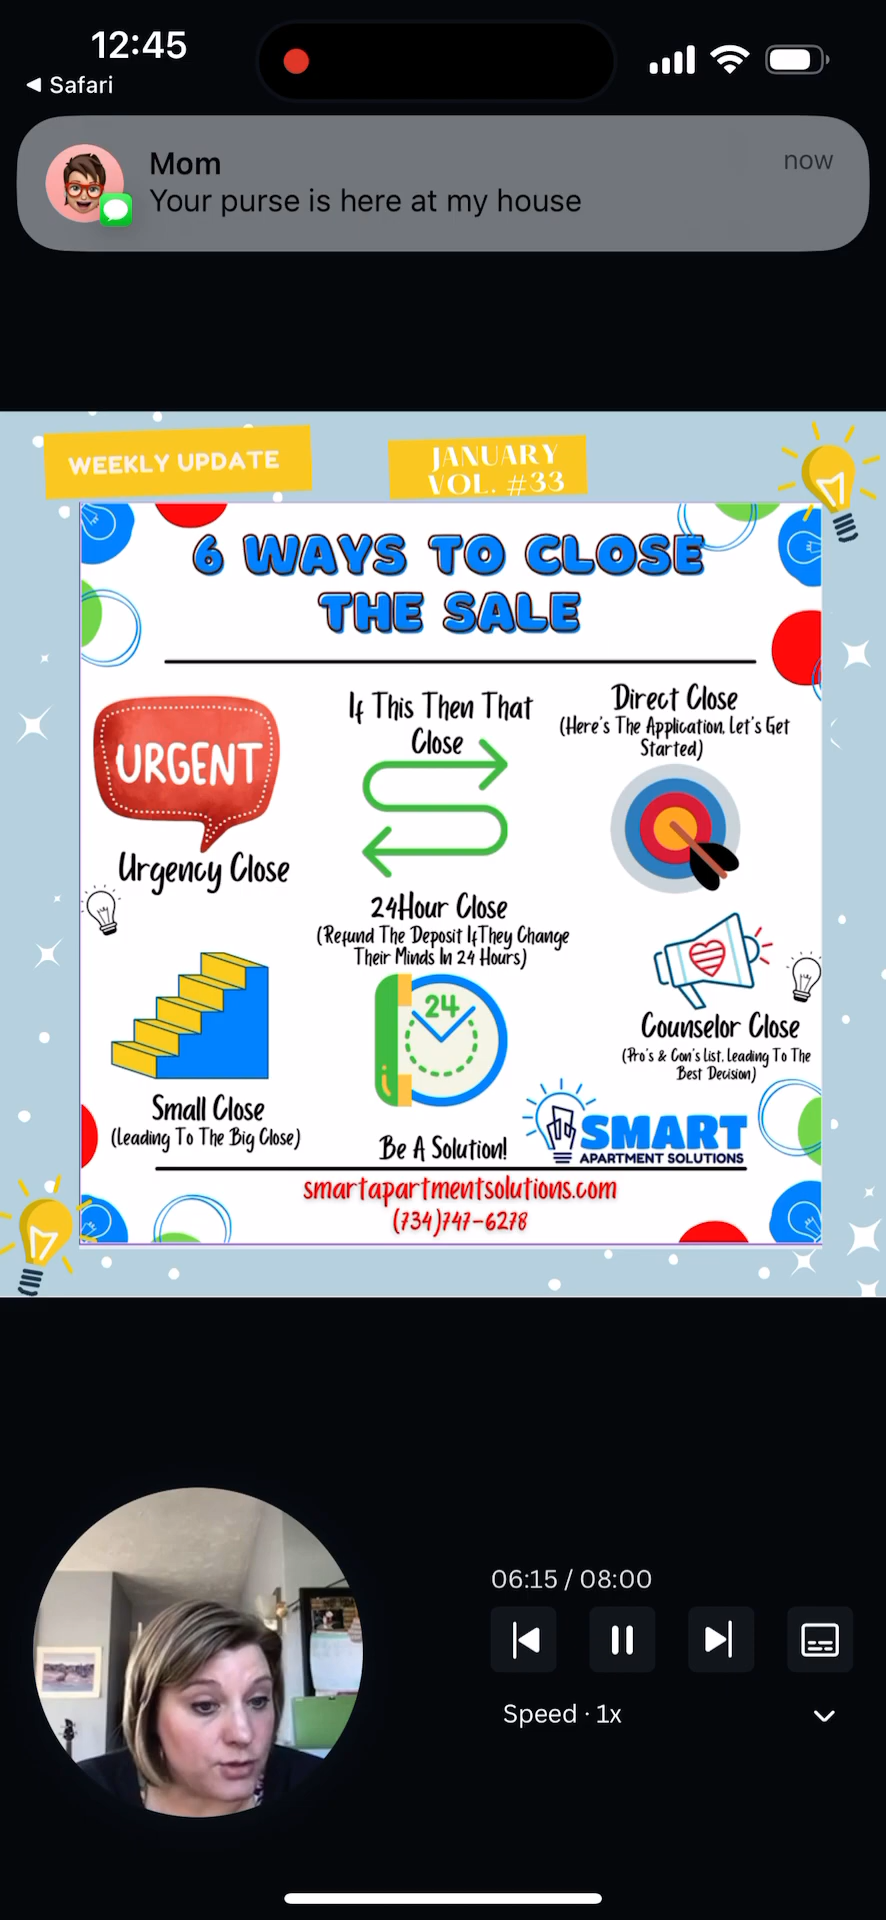 12:45
Safari
Mom
now
Your purse is here at my house
WEEKLY UPDATE
JANUARY
VOL. #33
6 WAYS TO CLOSE
THE SALE
URGENT
Urgency Close
If This Then That
Close
Direct Close
(Here's The Application, Let's Get
Started)
Small Close
(Leading To The Big Close)
24Hour Close
(Refund The Deposit IfThey Change
Their Minds In 24 Hours)
24
Be A Solution!
Counselor Close
(Pro's & Con's List, Leading To The
Best Decision)
SMART
APARTMENT SOLUTIONS
smartapartmentsolutions.com
(734)747-6278
06:15 / 08:00
Speed · 1x